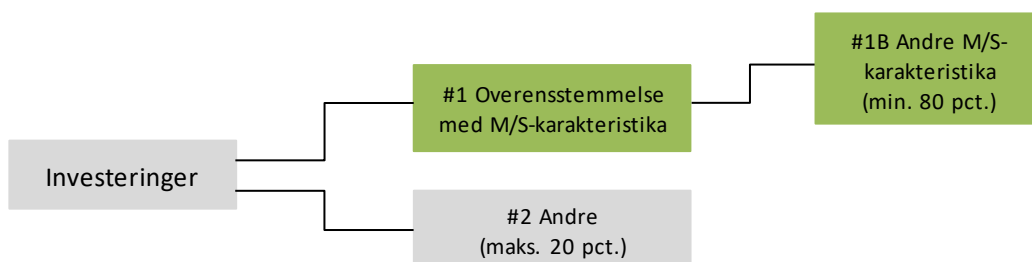 #1B Andre M/S-
karakteristika
(min. 80 pct.)
#1 Overensstemmelse
med M/S-karakteristika
Investeringer
#2 Andre
(maks. 20 pct.)